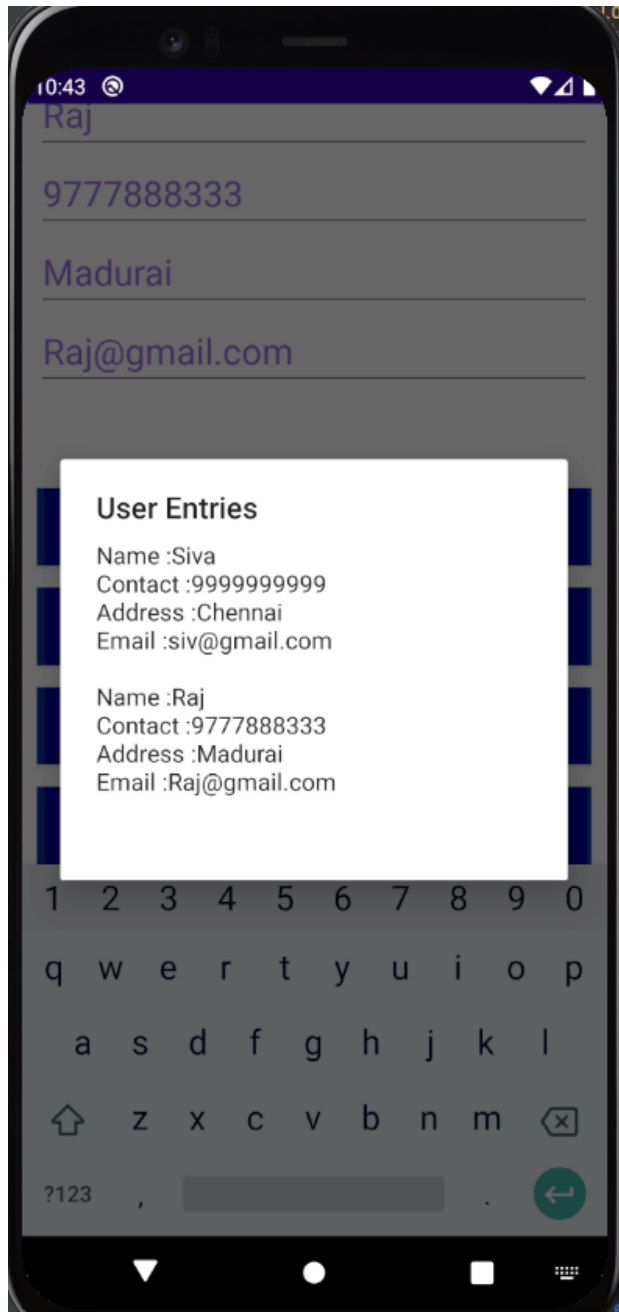 10:43
Raj
9777888333
Madurai
Raj@gmail.com
User Entries
Name :Siva
Contact :9999999999
Address :Chennai
Email :siv@gmail.com
Name :Raj
Contact :9777888333
Address :Madurai
Email :Raj@gmail.com
1 2 3 4 5 6 7 8 9 0
q w e r t y u i o p
a s d f g h j k l
z x c v b n m
?123 , .